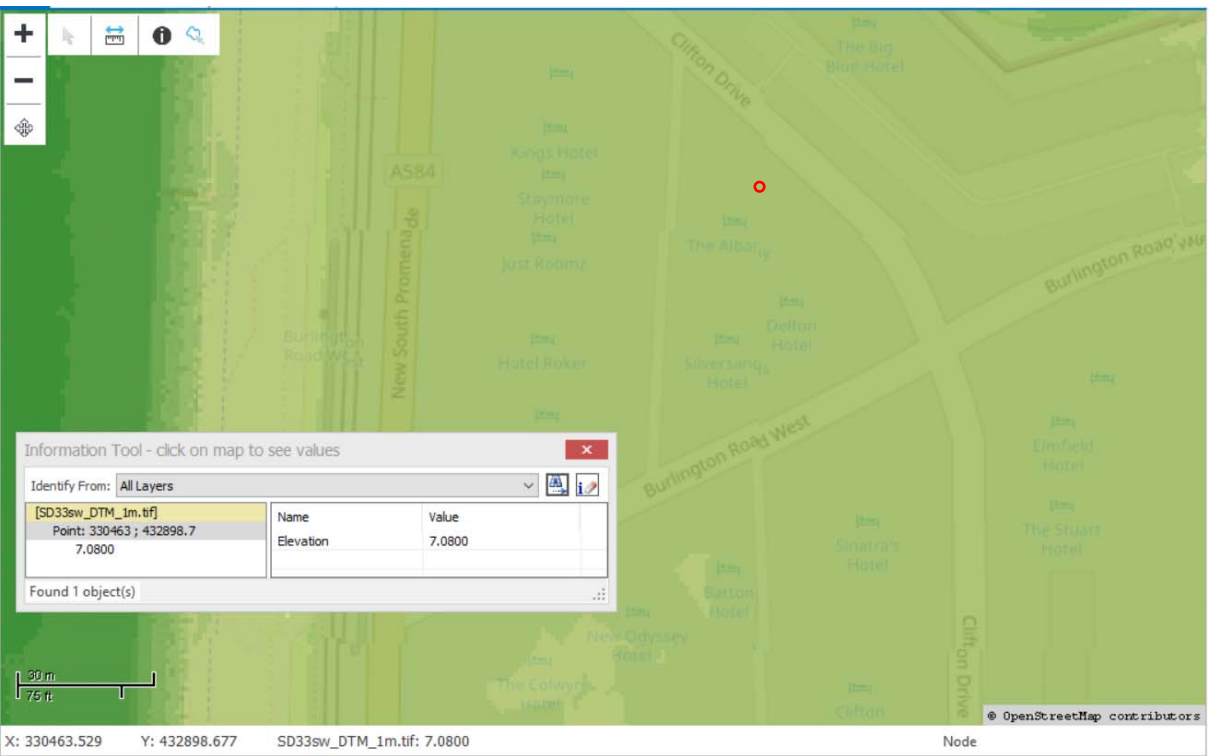 Clifton Drive
The Big
Blue Hotel
Kings Hotel
A584
Staymore
Hotel
The Albany
Just Roomz
New South Promenade
Burlington Road West
Delton
Hotel
Burlington
Road West
Hotel Roker
Silversands
Hotel
Burlington Road West
Elmfield
Hotel
Information Tool - click on map to see values
Identify From: All Layers
[SD33sw_DTM_1m.tif]
Point: 330463 ; 432898.7
7.0800
Name Value
Elevation 7.0800
Found 1 object(s)
The Stuart
Hotel
Sinatra's
Hotel
Barton
Hotel
New Odyssey
Hotel
Clifton Drive
The Colwyn
Hotel
Clifton
30 m
75 ft
© OpenStreetMap contributors
X: 330463.529 Y: 432898.677 SD33sw_DTM_1m.tif: 7.0800 Node